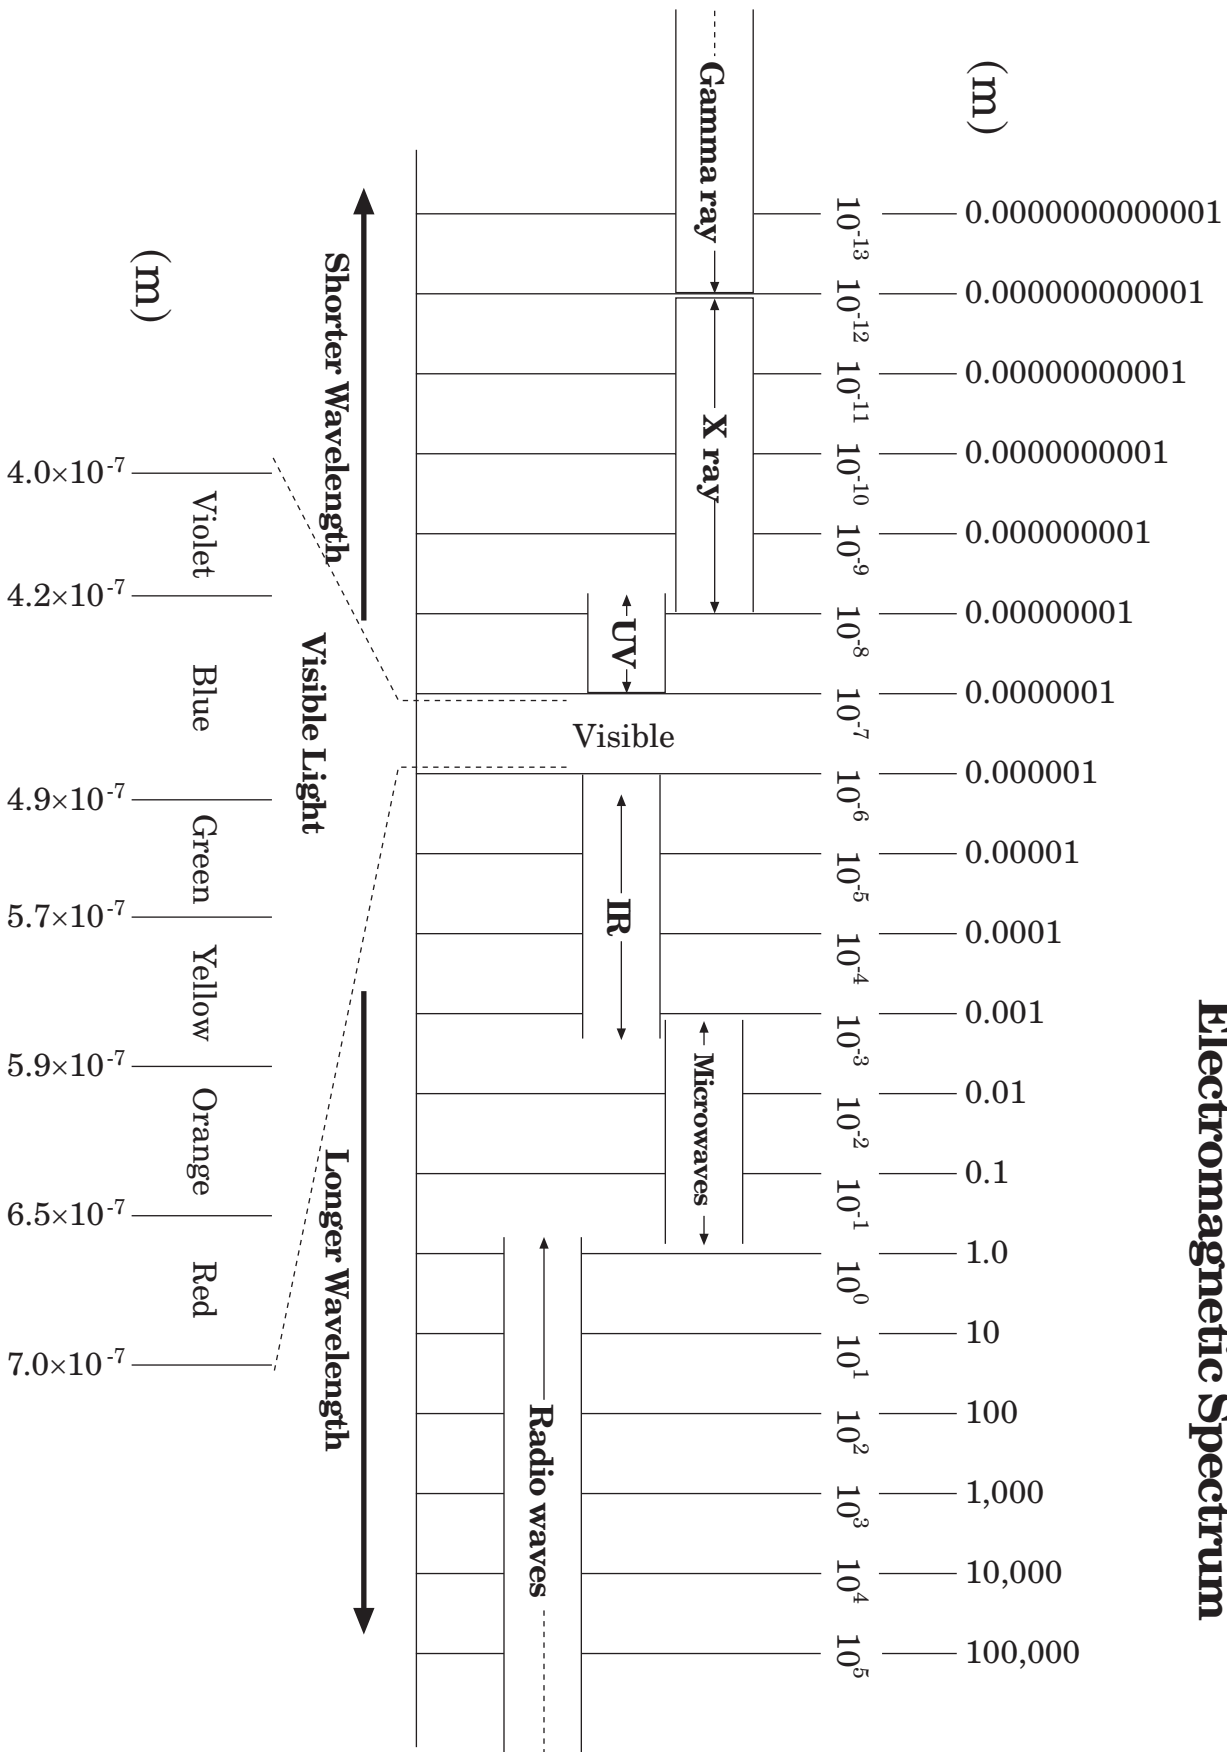 Electromagnetic Spectrum
(m)
0.0000000000001
0.000000000001
0.00000000001
0.0000000001
0.000000001
0.00000001
0.0000001
0.000001
0.00001
0.0001
0.001
0.01
0.1
1.0
10
100
1,000
10,000
100,000
10⁻¹³
10⁻¹²
10⁻¹¹
10⁻¹⁰
10⁻⁹
10⁻⁸
10⁻⁷
10⁻⁶
10⁻⁵
10⁻⁴
10⁻³
10⁻²
10⁻¹
10⁰
10¹
10²
10³
10⁴
10⁵
Gamma ray
X ray
UV
Visible
IR
Microwaves
Radio waves
Shorter Wavelength
Longer Wavelength
Visible Light
(m)
4.0×10⁻⁷
Violet
4.2×10⁻⁷
Blue
4.9×10⁻⁷
Green
5.7×10⁻⁷
Yellow
5.9×10⁻⁷
Orange
6.5×10⁻⁷
Red
7.0×10⁻⁷